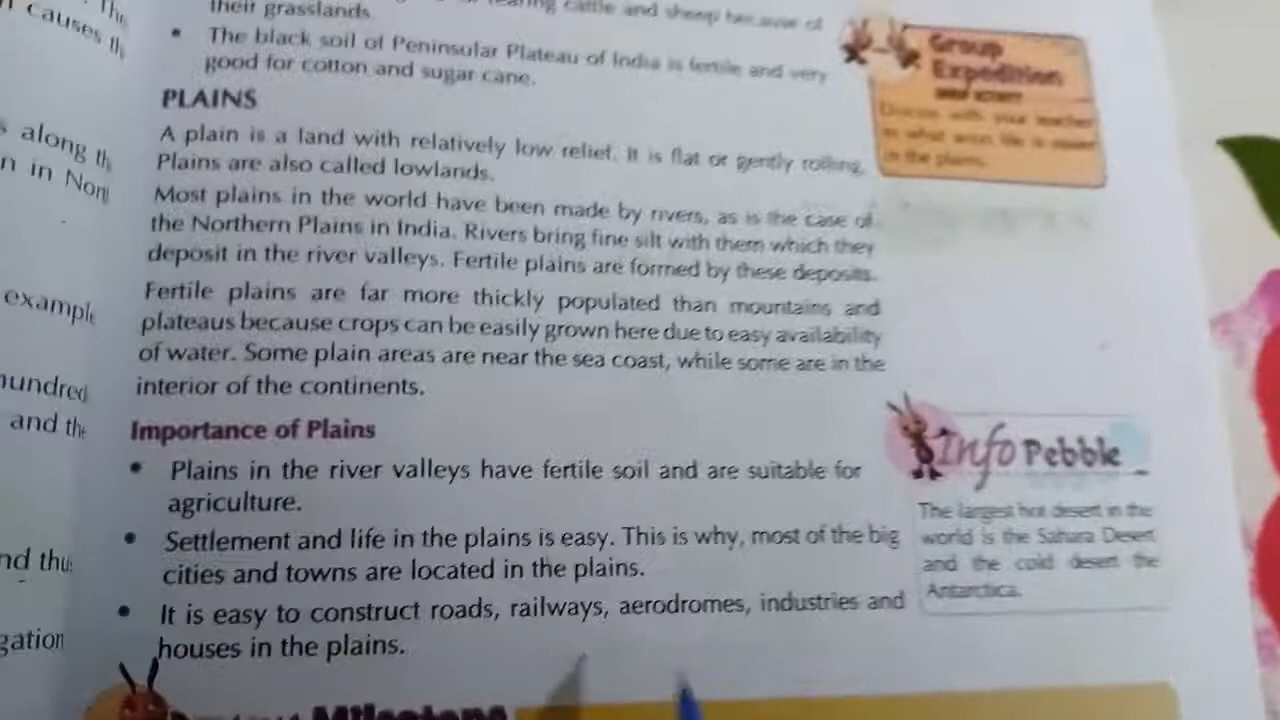 their grasslands.
• The black soil of Peninsular Plateau of India is fertile and very
good for cotton and sugar cane.
PLAINS
A plain is a land with relatively low relief. It is flat or gently rolling.
Plains are also called lowlands.
Most plains in the world have been made by rivers, as is the case of
the Northern Plains in India. Rivers bring fine silt with them which they
deposit in the river valleys. Fertile plains are formed by these deposits.
Fertile plains are far more thickly populated than mountains and
plateaus because crops can be easily grown here due to easy availability
of water. Some plain areas are near the sea coast, while some are in the
interior of the continents.
Importance of Plains
• Plains in the river valleys have fertile soil and are suitable for
agriculture.
• Settlement and life in the plains is easy. This is why, most of the big
cities and towns are located in the plains.
• It is easy to construct roads, railways, aerodromes, industries and
houses in the plains.
Milestone
Group
Expedition
Discuss with your teacher
in the plains.
Info Pebble
The largest hot desert in the
world is the Sahara Desert
and the cold desert the
Antarctica.
The
causes
along
in
example
hundred
and the